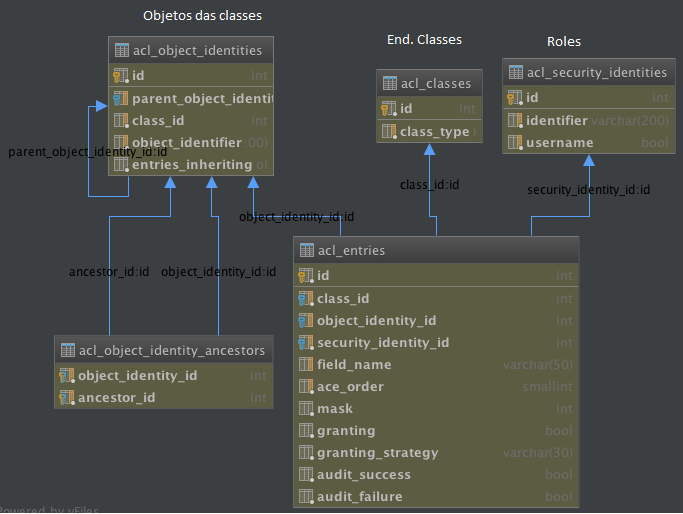 Objetos das classes
End. Classes
Roles
acl_object_identities
id int
parent_object_identi
class_id int
object_identifier :00)
entries_inheriting ol
parent_object_identity_id:id
acl_classes
id int
class_type
acl_security_identities
id int
identifier varchar(200)
username bool
class_id:id
security_identity_id:id
object_identity_id:id
ancestor_id:id
object_identity_id:id
acl_entries
id int
class_id int
object_identity_id int
security_identity_id int
field_name varchar(50)
ace_order smallint
mask int
granting bool
granting_strategy varchar(30)
audit_success bool
audit_failure bool
acl_object_identity_ancestors
object_identity_id int
ancestor_id int
Powered by yFiles